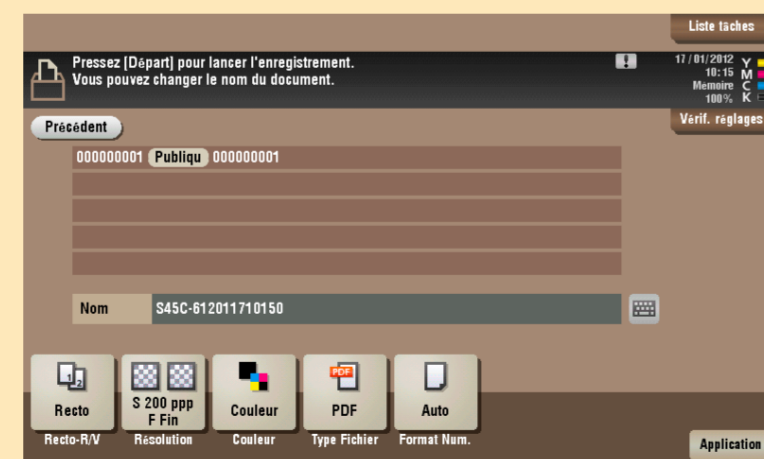 Liste tâches
Pressez [Départ] pour lancer l'enregistrement.
Vous pouvez changer le nom du document.
17/01/2012
10:15
Mémoire
100%
Y
M
C
K
Précédent
Vérif. réglages
000000001 Publiqu 000000001
Nom S45C-612011710150
1 2
PDF
Recto
S 200 ppp
F Fin
Couleur
PDF
Auto
Recto-R/V
Résolution
Couleur
Type Fichier
Format Num.
Application